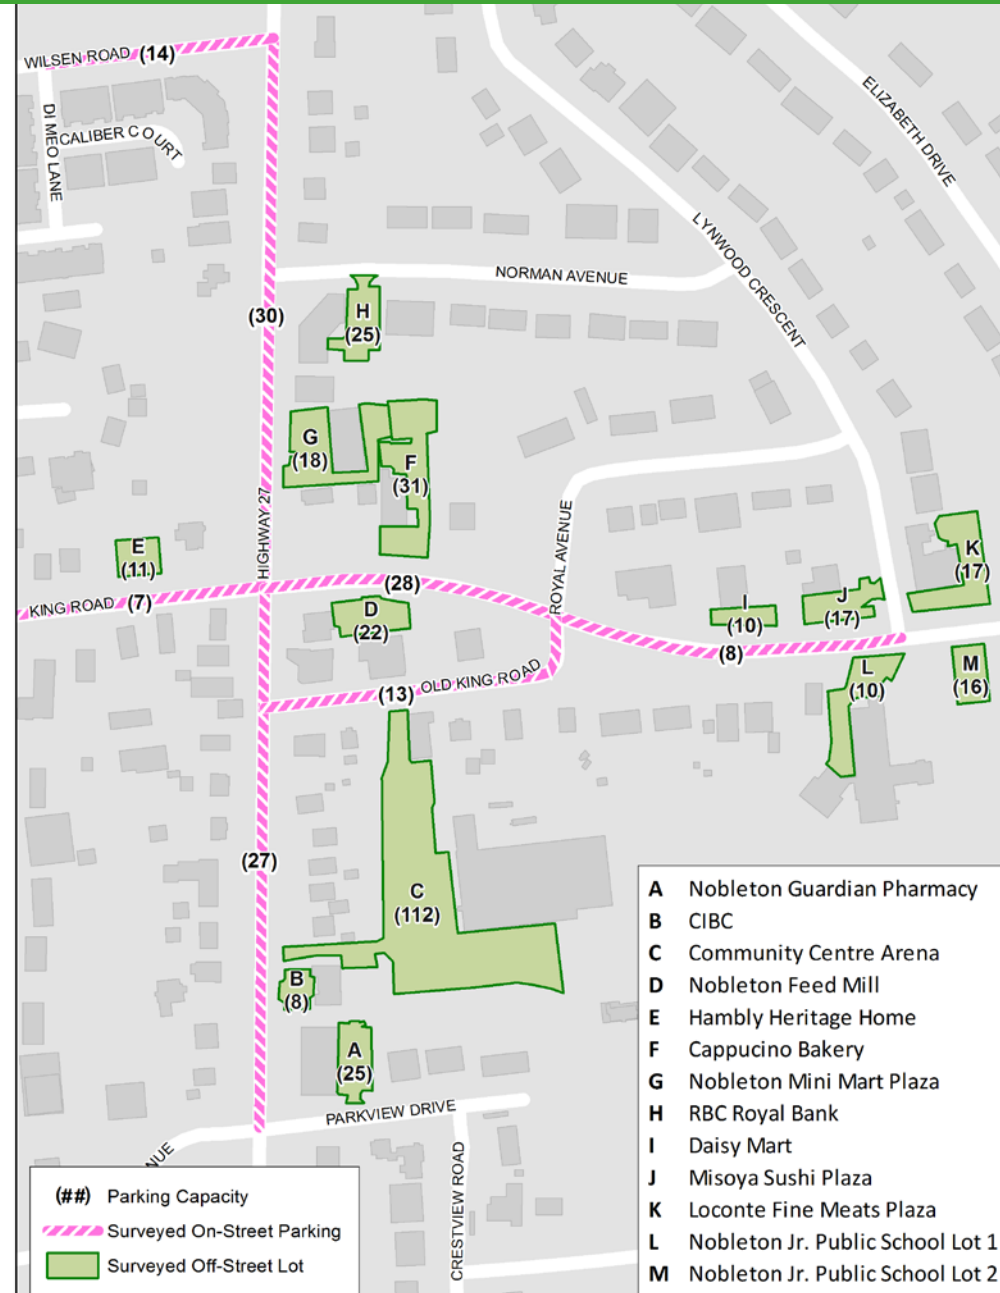 WILSEN ROAD (14)
DI MEO LANE
CALIBER COURT
ELIZABETH DRIVE
LYNWOOD CRESCENT
NORMAN AVENUE
(30)
H
(25)
G
(18)
F
(31)
HIGHWAY 27
ROYAL AVENUE
E
(11)
K
(17)
KING ROAD (7)
(28)
D
(22)
I
(10)
J
(17)
(8)
L
(10)
M
(16)
(13) OLD KING ROAD
(27)
C
(112)
B
(8)
A
(25)
PARKVIEW DRIVE
NUE
CRESTVIEW ROAD
(##) Parking Capacity
Surveyed On-Street Parking
Surveyed Off-Street Lot
A Nobleton Guardian Pharmacy
B CIBC
C Community Centre Arena
D Nobleton Feed Mill
E Hambly Heritage Home
F Cappucino Bakery
G Nobleton Mini Mart Plaza
H RBC Royal Bank
I Daisy Mart
J Misoya Sushi Plaza
K Loconte Fine Meats Plaza
L Nobleton Jr. Public School Lot 1
M Nobleton Jr. Public School Lot 2